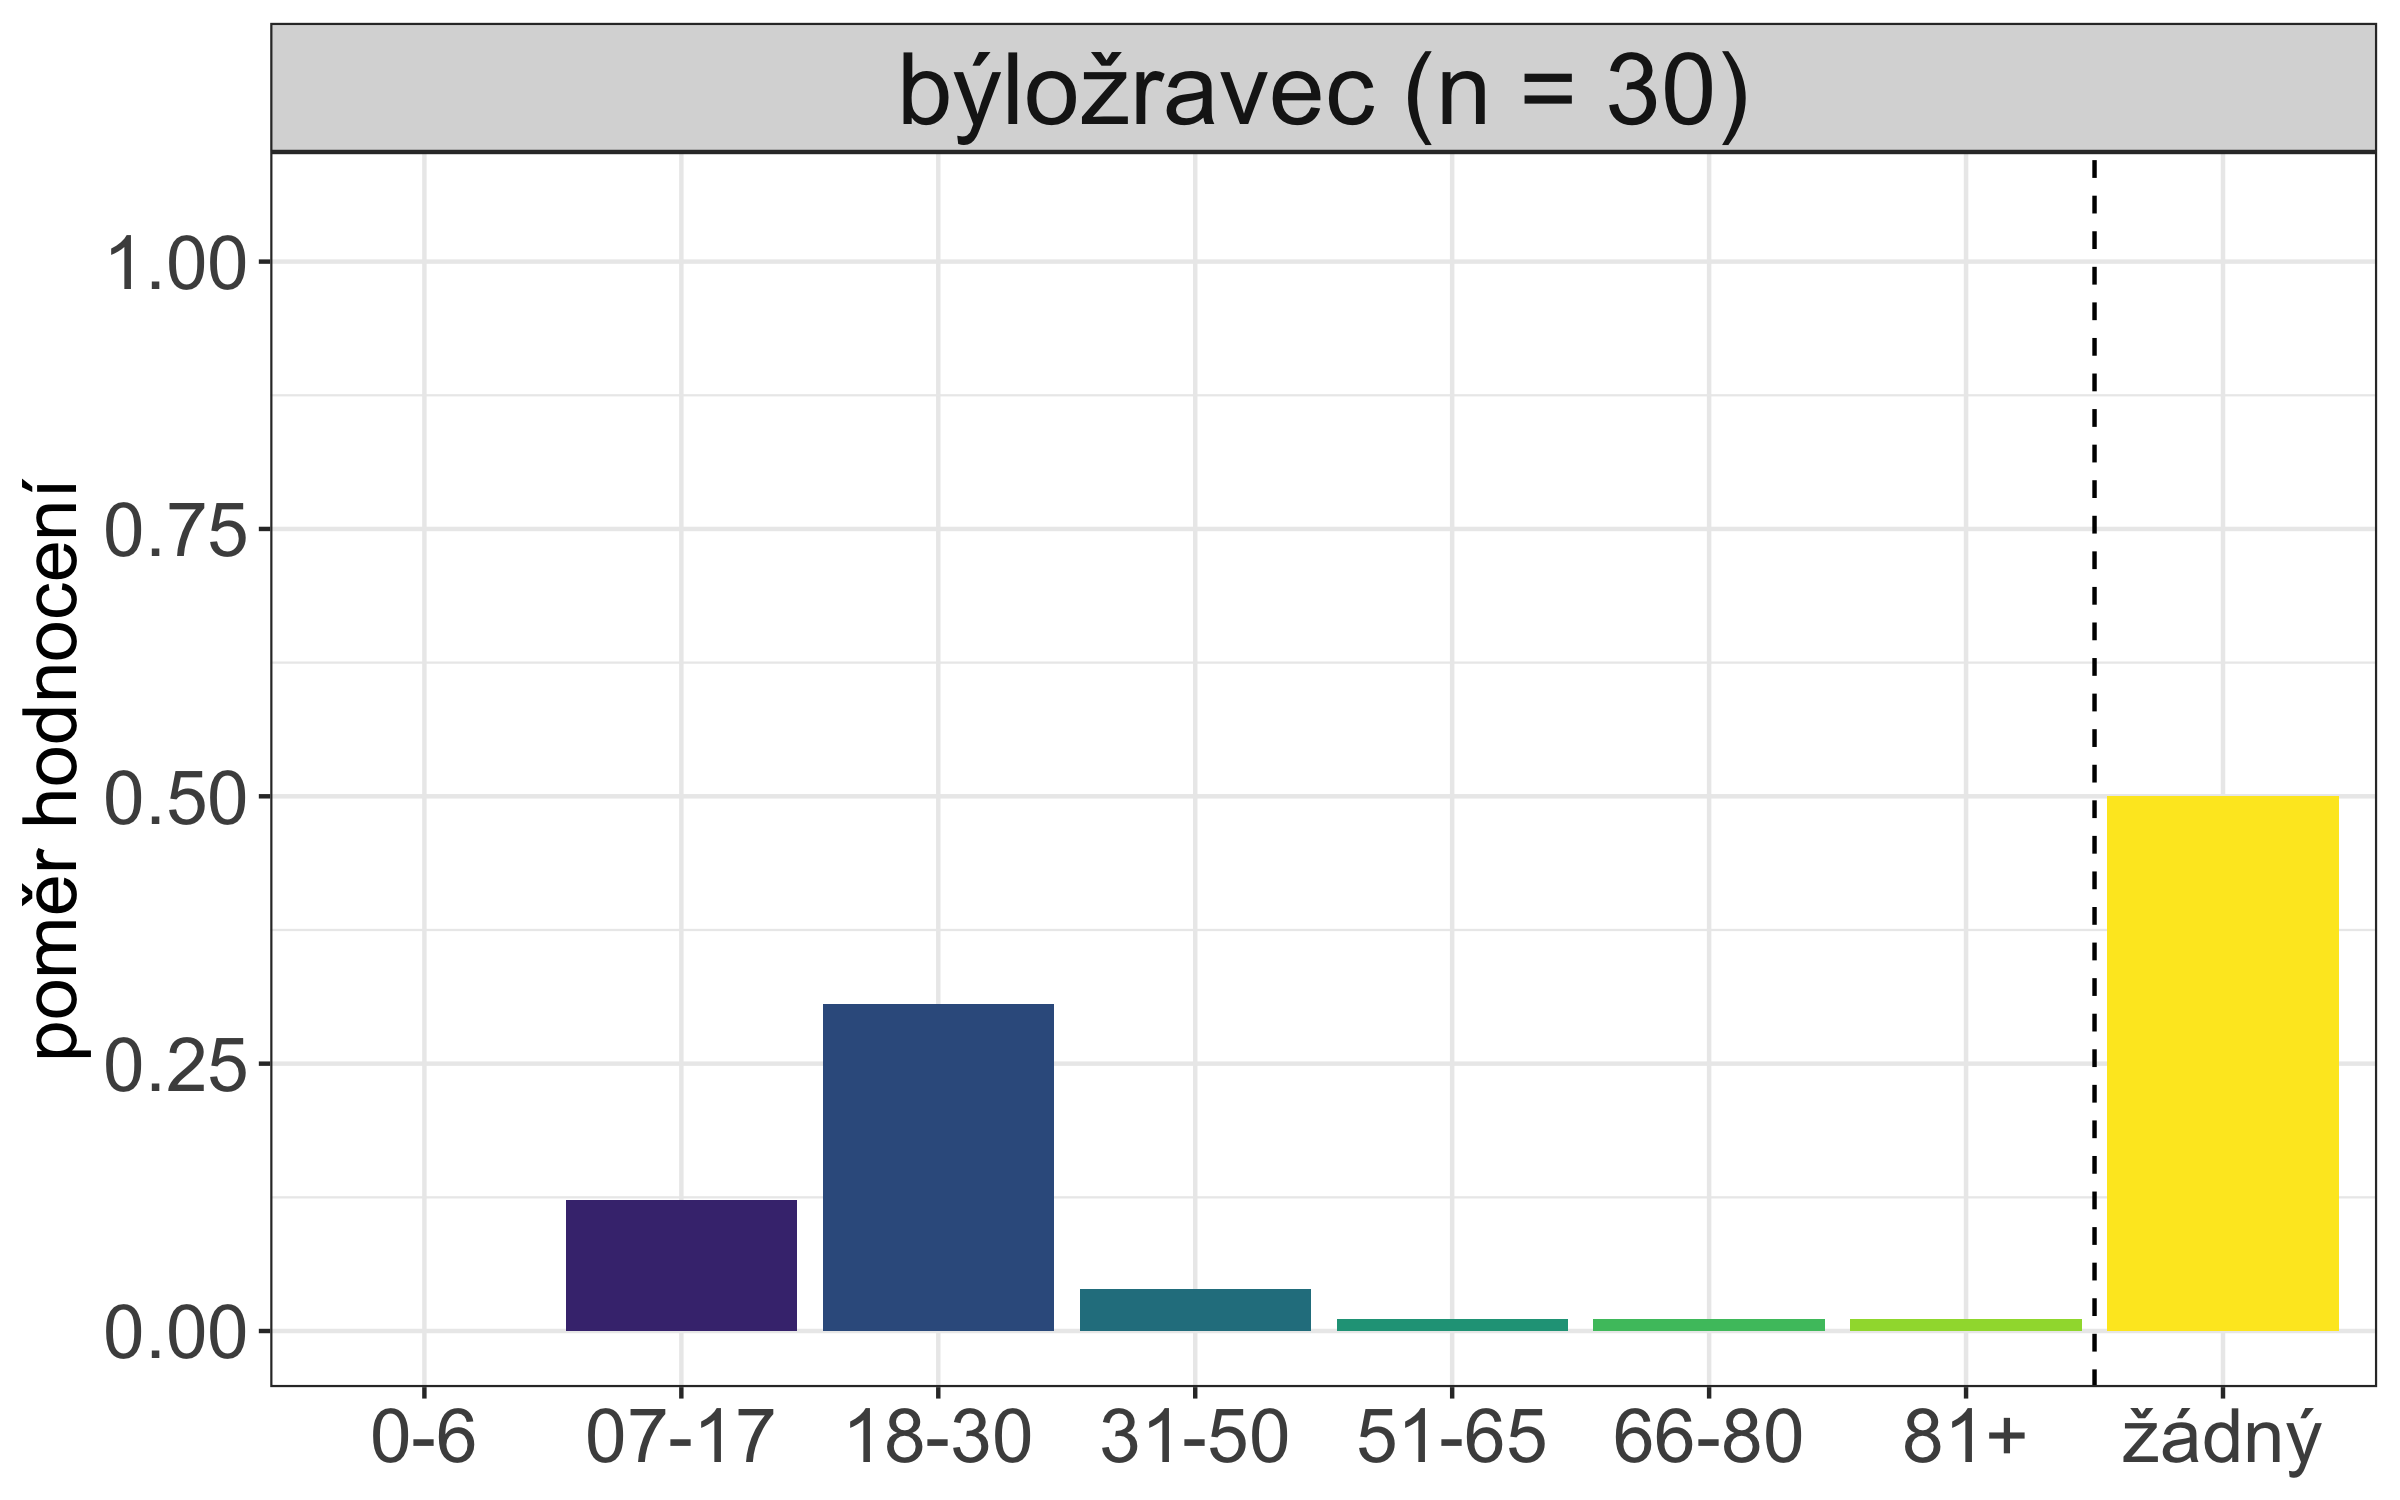 býložravec (n = 30)
poměr hodnocení
1.00
0.75
0.50
0.25
0.00
0-6 07-17 18-30 31-50 51-65 66-80 81+ žádný